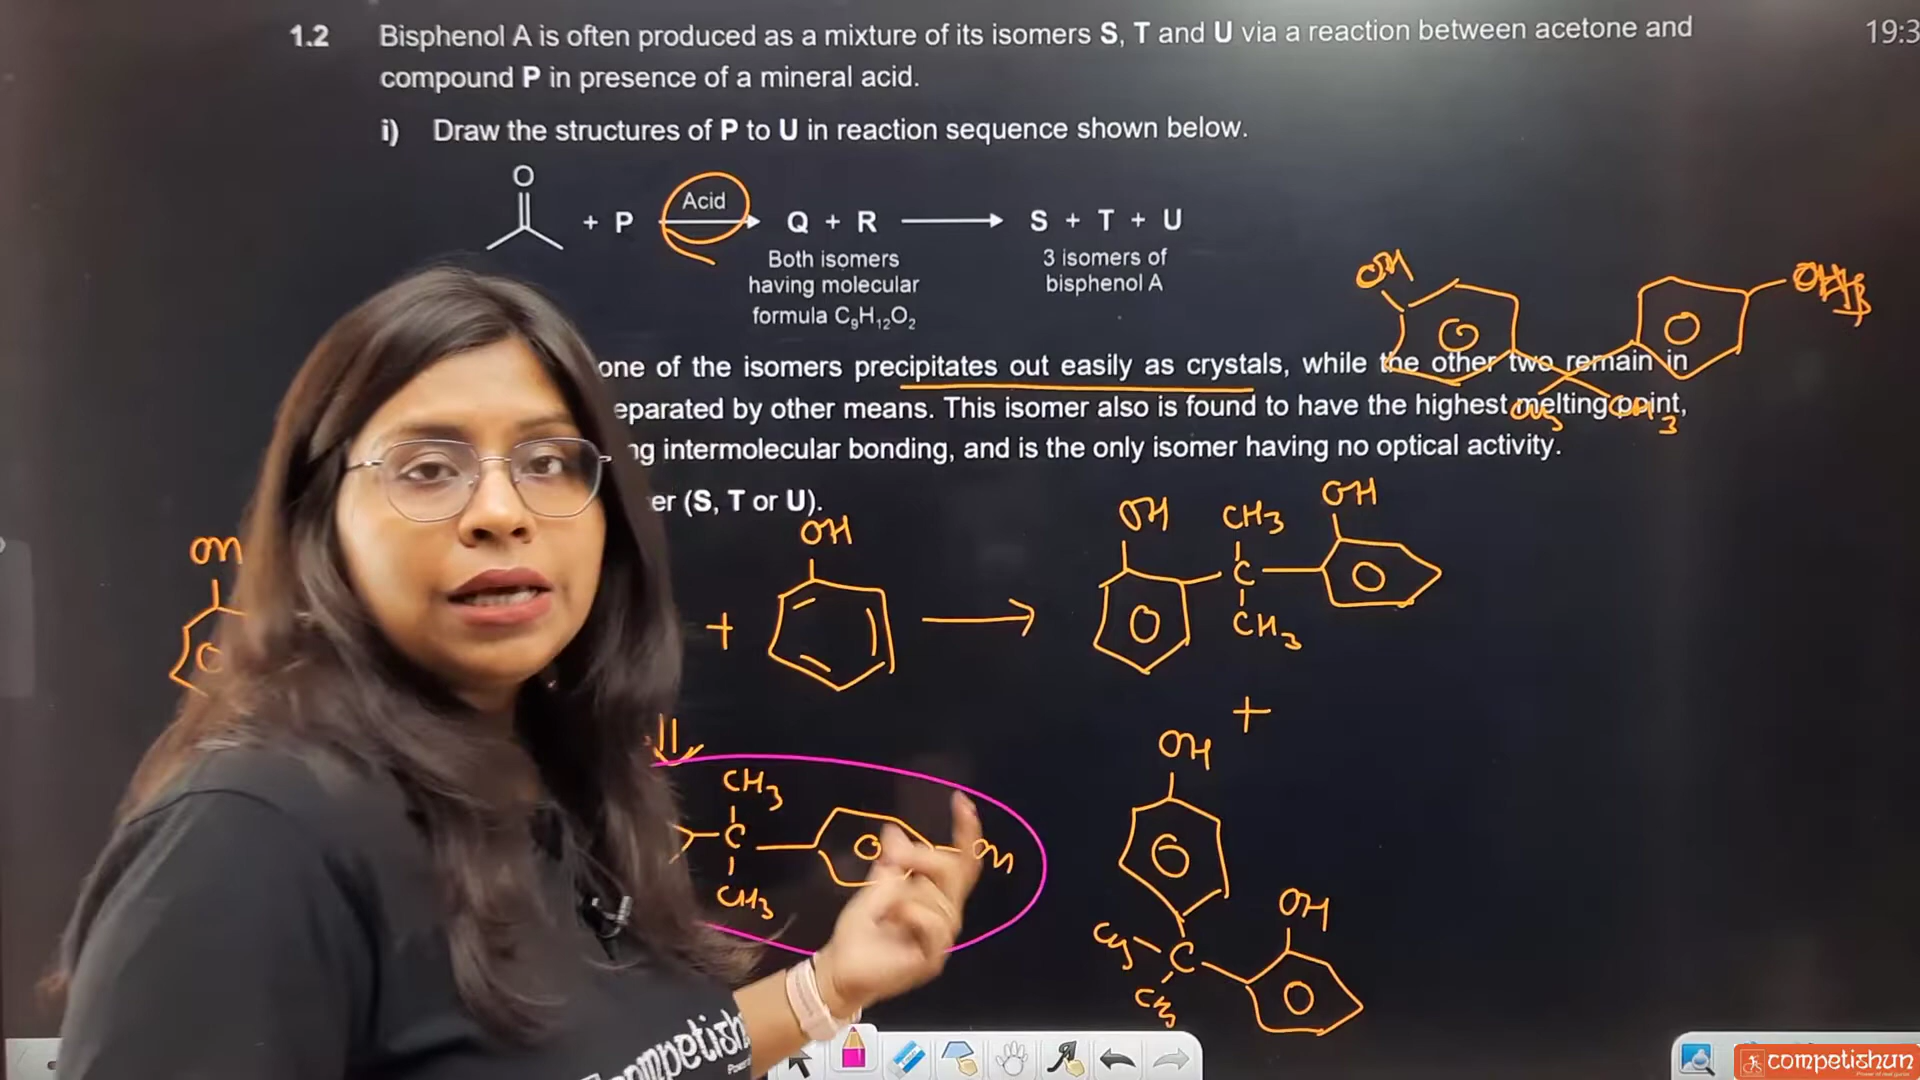 1.2 Bisphenol A is often produced as a mixture of its isomers S, T and U via a reaction between acetone and
19:3
compound P in presence of a mineral acid.
i) Draw the structures of P to U in reaction sequence shown below.
O
+ P
Acid
Q + R
S + T + U
Both isomers
having molecular
formula C₉H₁₂O₂
3 isomers of
bisphenol A
OH
OH
one of the isomers precipitates out easily as crystals, while the other two remain in
eparated by other means. This isomer also is found to have the highest melting point,
CH3
CH3
ng intermolecular bonding, and is the only isomer having no optical activity.
er (S, T or U).
OH
OH
+
OH
CH3
C
CH3
OH
+
CH3
C
CH3
OH
OH
CH3
C
CH3
OH
competishun
competishun